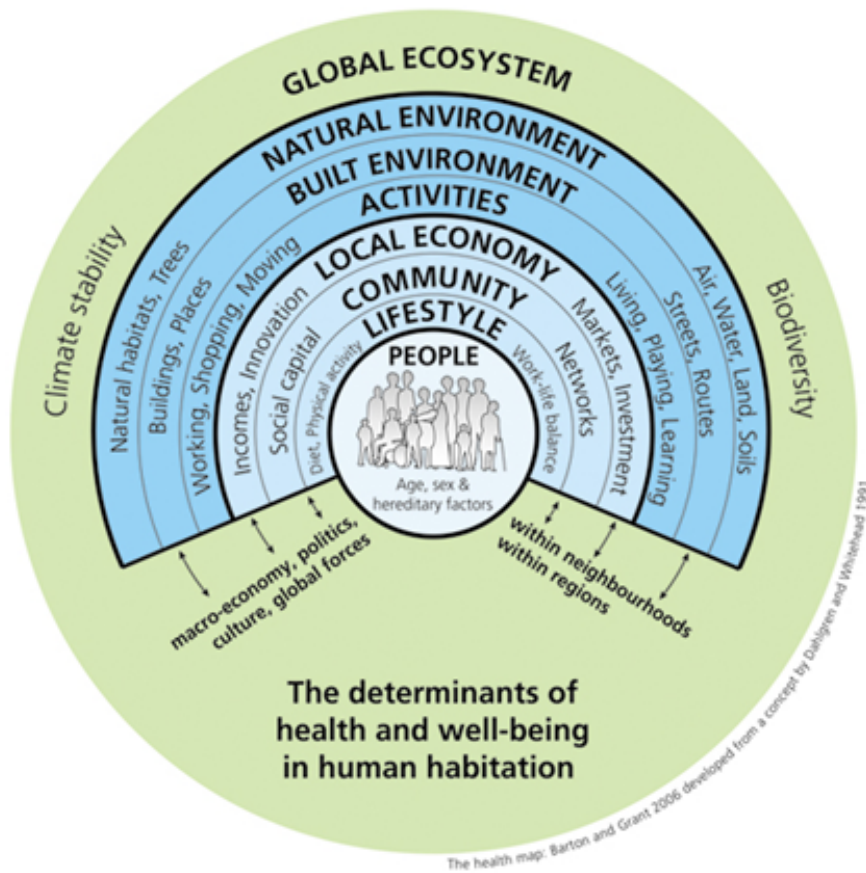 GLOBAL ECOSYSTEM
Climate stability
Biodiversity
NATURAL ENVIRONMENT
Natural habitats, Trees
Air, Water, Land, Soils
BUILT ENVIRONMENT
Buildings, Places
Streets, Routes
ACTIVITIES
Working, Shopping, Moving
Living, Playing, Learning
LOCAL ECONOMY
Incomes, Innovation
Markets, Investment
COMMUNITY
Social capital
Networks
LIFESTYLE
Diet, Physical activity
Work-life balance
PEOPLE
Age, sex &
hereditary factors
macro-economy, politics,
culture, global forces
within neighbourhoods
within regions
The determinants of
health and well-being
in human habitation
The health map: Barton and Grant 2006 developed from a concept by Dahlgren and Whitehead 1991